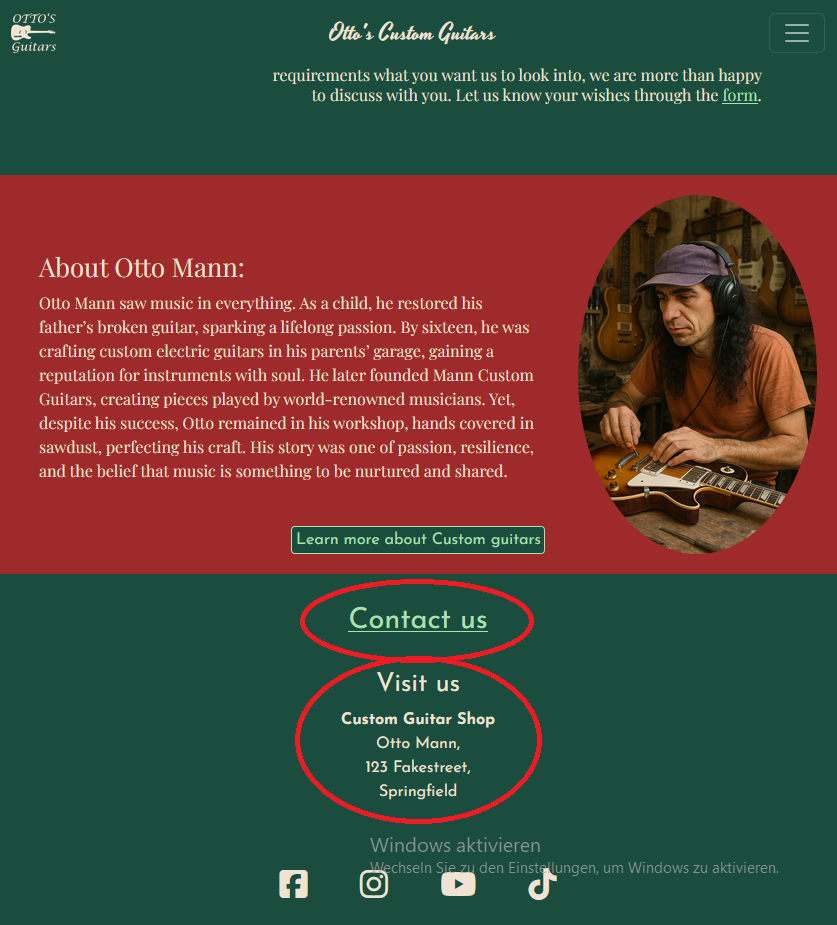 OTTO'S
Guitars
Otto's Custom Guitars
requirements what you want us to look into, we are more than happy
to discuss with you. Let us know your wishes through the form.
About Otto Mann:
Otto Mann saw music in everything. As a child, he restored his
father’s broken guitar, sparking a lifelong passion. By sixteen, he was
crafting custom electric guitars in his parents’ garage, gaining a
reputation for instruments with soul. He later founded Mann Custom
Guitars, creating pieces played by world-renowned musicians. Yet,
despite his success, Otto remained in his workshop, hands covered in
sawdust, perfecting his craft. His story was one of passion, resilience,
and the belief that music is something to be nurtured and shared.
Learn more about Custom guitars
Contact us
Visit us
Custom Guitar Shop
Otto Mann,
123 Fakestreet,
Springfield
Windows aktivieren
Wechseln Sie zu den Einstellungen, um Windows zu aktivieren.